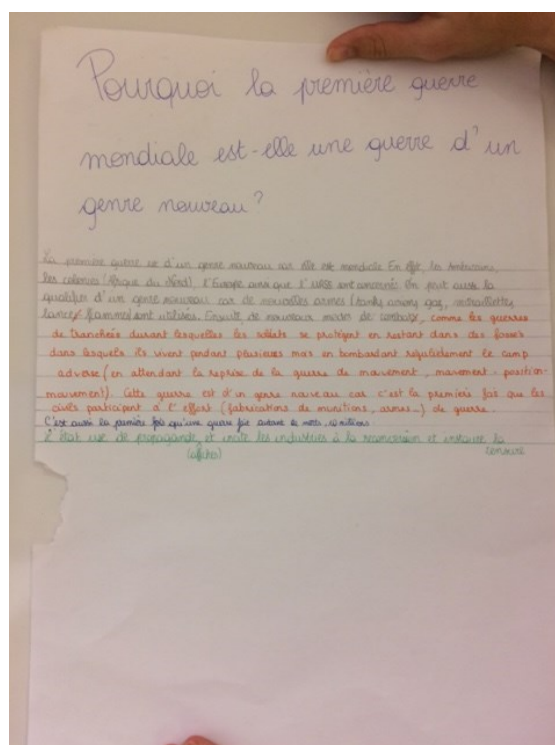 Pourquoi la première guerre
mondiale est-elle une guerre d'un
genre nouveau ?
La première guerre est d'un genre nouveau car elle est mondiale. En effet, les Américains,
les colonies (Afrique du Nord), l'Europe ainsi que l'URSS sont concernés. On peut aussi la
qualifier d'un genre nouveau car de nouvelles armes (tanks, gaz, mitraillettes,
lance flammes) sont utilisées. Ensuite, de nouveaux modes de combats, comme les guerres
de tranchées durant lesquelles les soldats se protègent en restant dans des fossés
dans lesquels ils vivent pendant plusieurs mois en bombardant régulièrement le camp
adverse (en attendant la reprise de la guerre de mouvement, mouvement-position-
mouvement). Cette guerre est d'un genre nouveau car c'est la première fois que les
civils participent à l'effort (fabrications de munitions, armes...) de guerre.
C'est aussi la première fois qu'une guerre fait autant de morts, 10 millions
L'état use de propagande, et incite les industries à la reconversion et instaure la
(affiches) censure